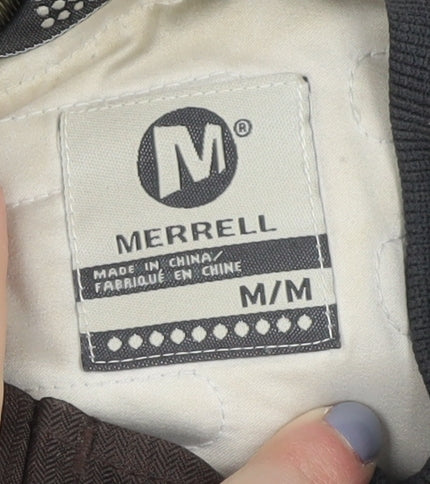 M®
MERRELL
MADE IN CHINA/
FABRIQUÉ EN CHINE
M/M